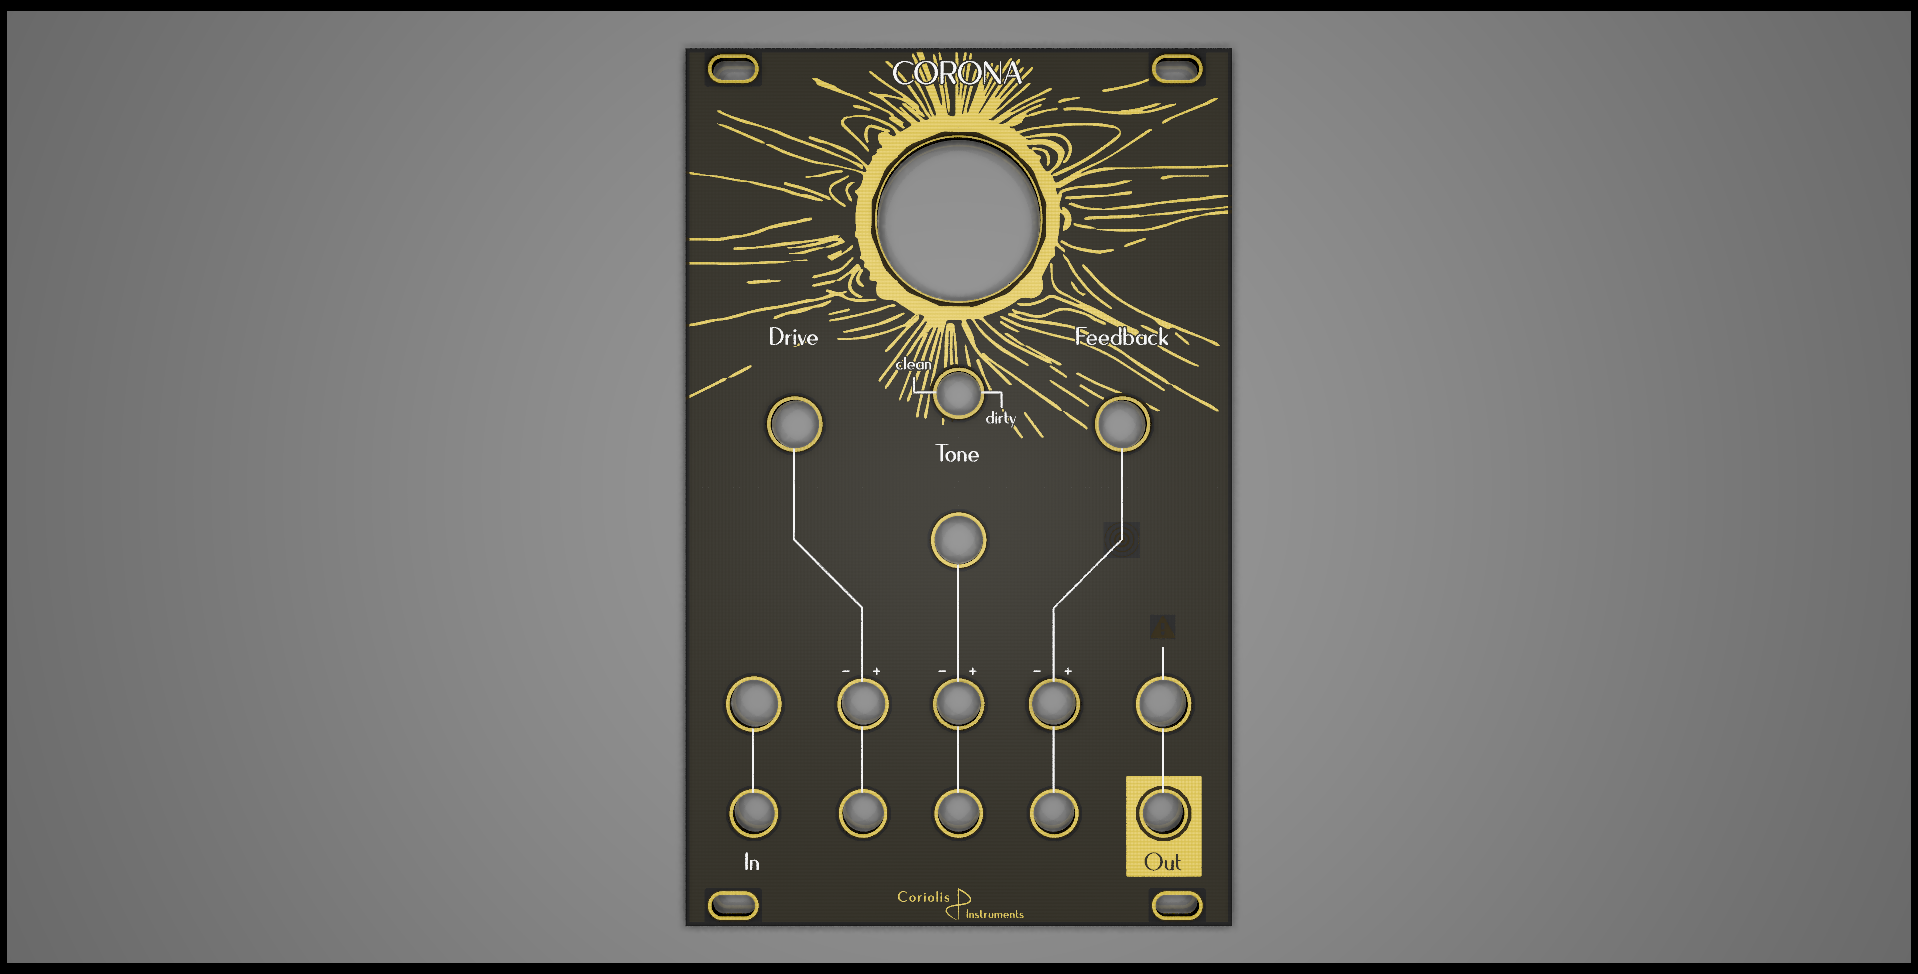 CORONA
Drive
Feedback
clean
dirty
Tone
- +
- +
- +
In
Out
Coriolis
Instruments